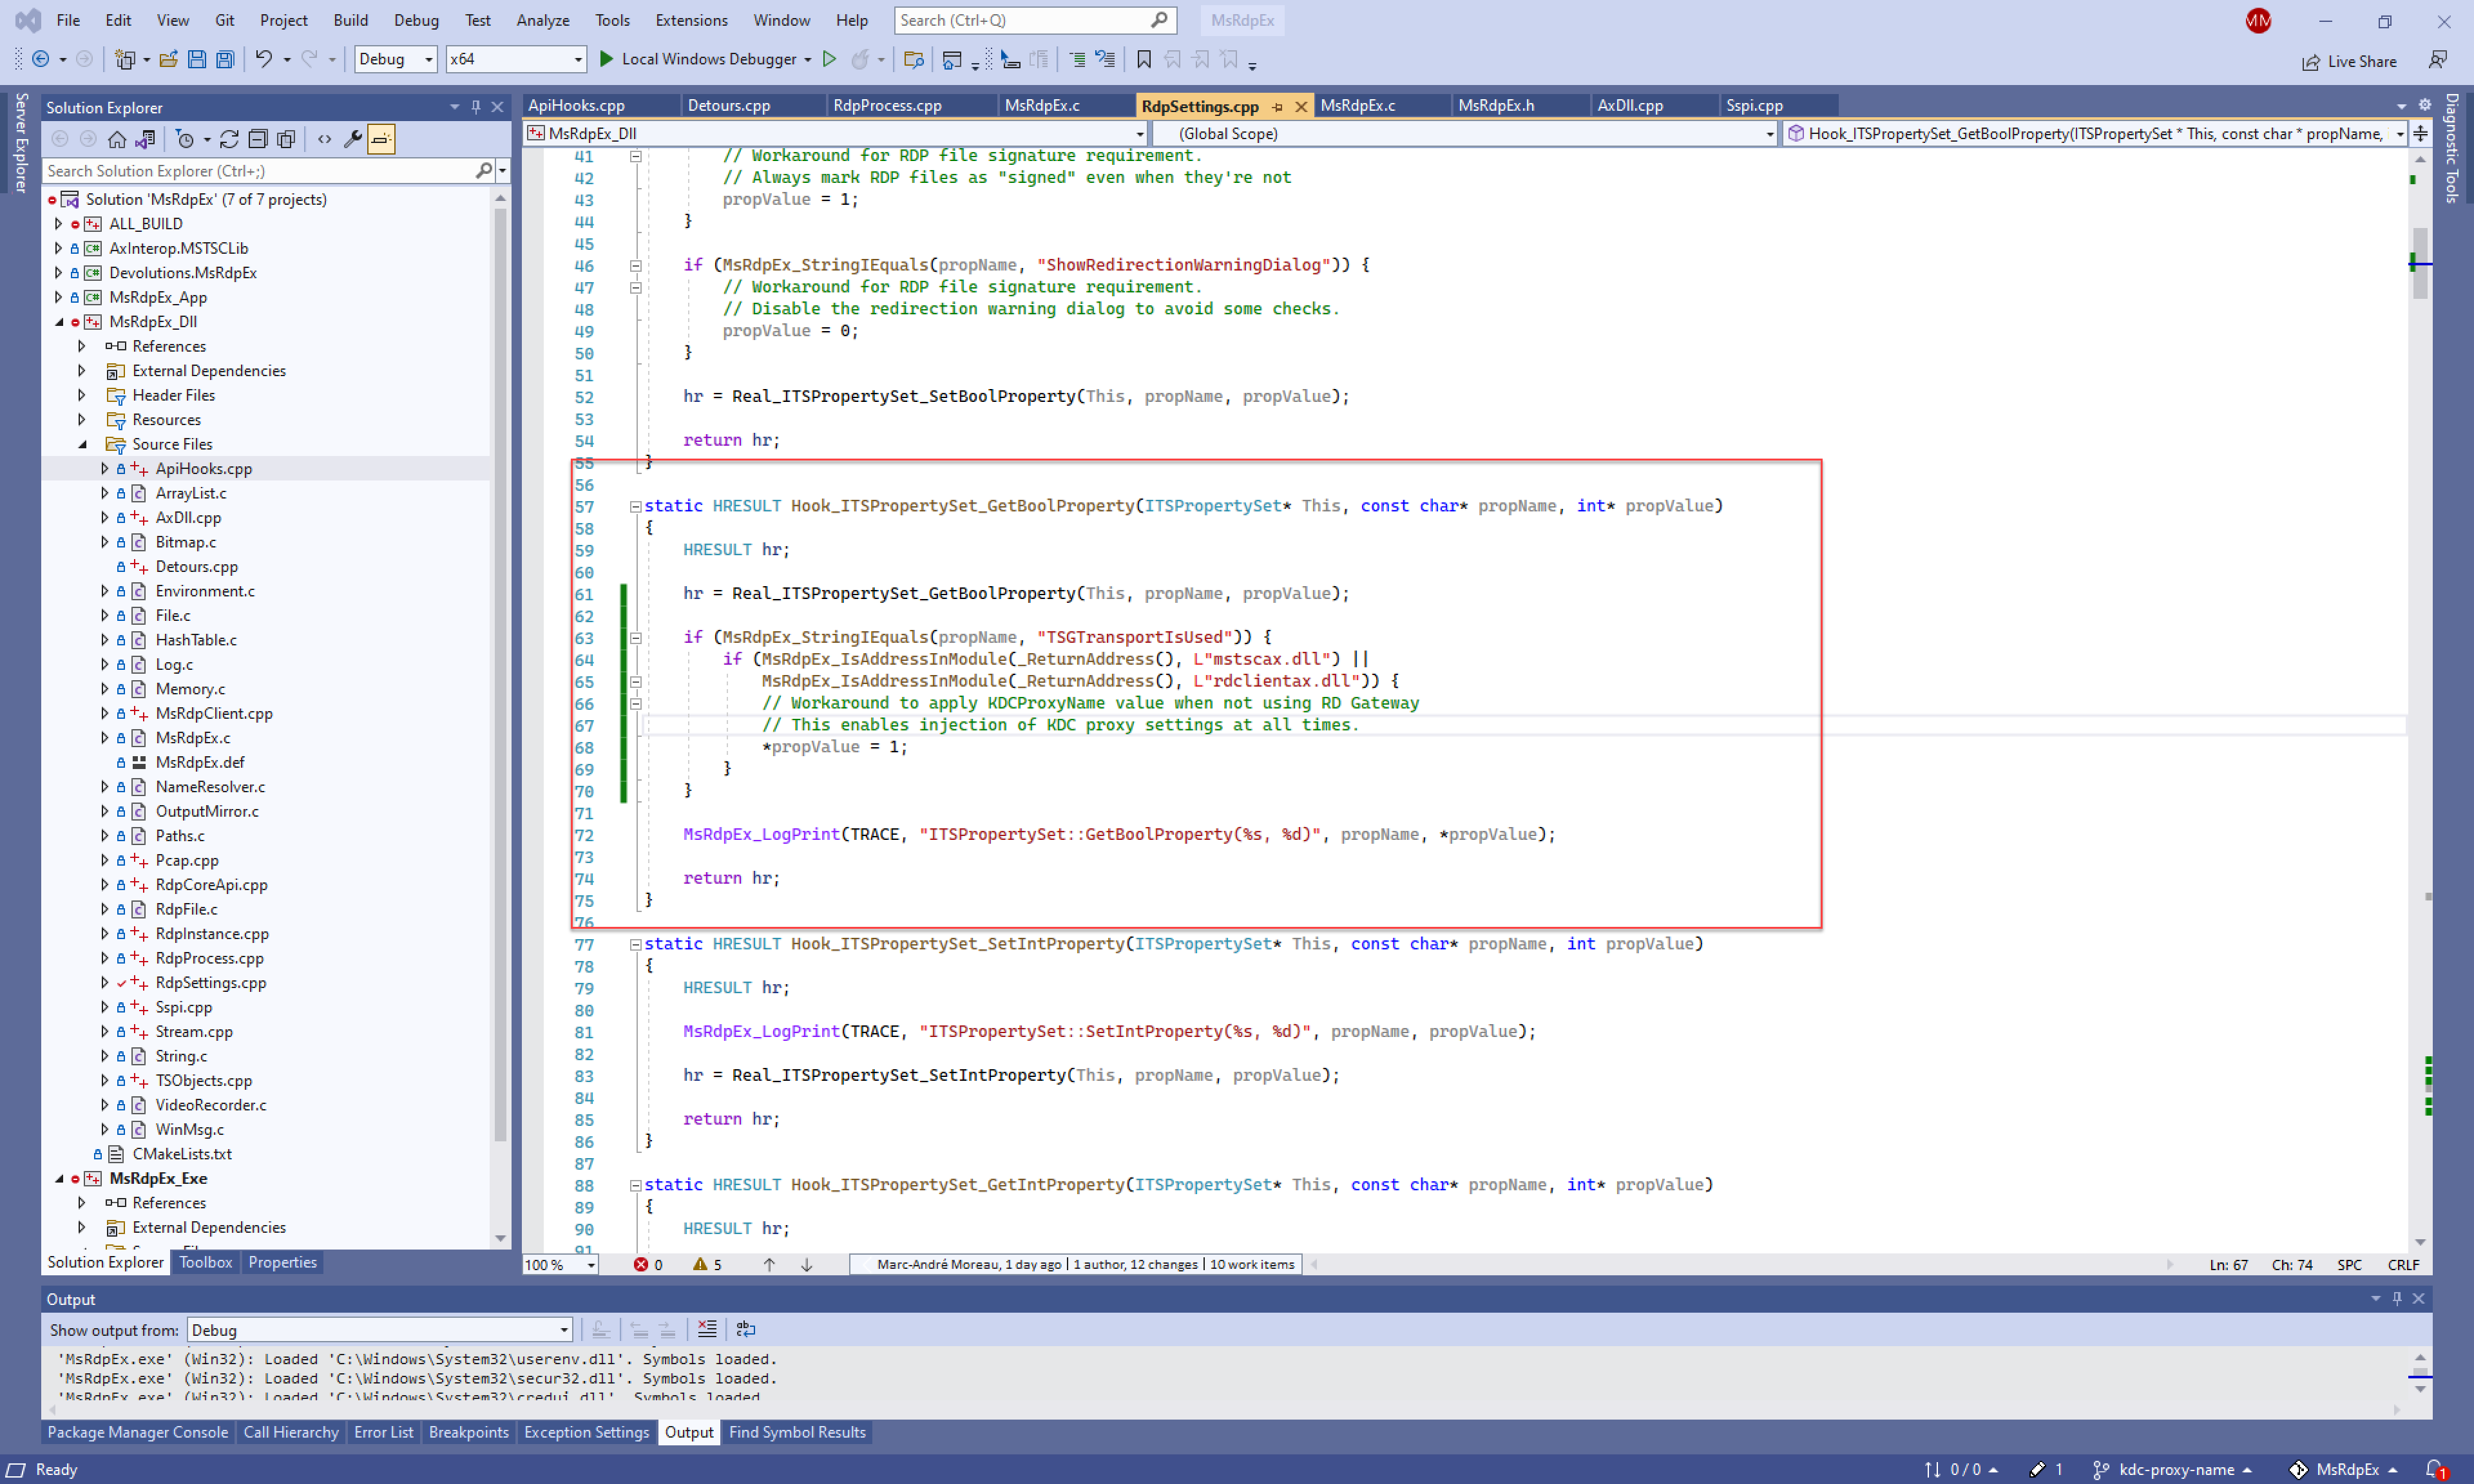 File Edit View Git Project Build Debug Test Analyze Tools Extensions Window Help Search (Ctrl+Q) MsRdpEx MM
Debug x64 Local Windows Debugger Live Share
Server Explorer
Solution Explorer
Search Solution Explorer (Ctrl+;)
Solution 'MsRdpEx' (7 of 7 projects)
ALL_BUILD
AxInterop.MSTSCLib
Devolutions.MsRdpEx
MsRdpEx_App
MsRdpEx_Dll
References
External Dependencies
Header Files
Resources
Source Files
ApiHooks.cpp
ArrayList.c
AxDll.cpp
Bitmap.c
Detours.cpp
Environment.c
File.c
HashTable.c
Log.c
Memory.c
MsRdpClient.cpp
MsRdpEx.c
MsRdpEx.def
NameResolver.c
OutputMirror.c
Paths.c
Pcap.cpp
RdpCoreApi.cpp
RdpFile.c
RdpInstance.cpp
RdpProcess.cpp
RdpSettings.cpp
Sspi.cpp
Stream.cpp
String.c
TSObjects.cpp
VideoRecorder.c
WinMsg.c
CMakeLists.txt
MsRdpEx_Exe
References
External Dependencies
Solution Explorer Toolbox Properties
ApiHooks.cpp Detours.cpp RdpProcess.cpp MsRdpEx.c RdpSettings.cpp MsRdpEx.c MsRdpEx.h AxDll.cpp Sspi.cpp
MsRdpEx_Dll (Global Scope) Hook_ITSPropertySet_GetBoolProperty(ITSPropertySet * This, const char * propName,
41 // Workaround for RDP file signature requirement.
42 // Always mark RDP files as "signed" even when they're not
43 propValue = 1;
44 }
45
46 if (MsRdpEx_StringIEquals(propName, "ShowRedirectionWarningDialog")) {
47 // Workaround for RDP file signature requirement.
48 // Disable the redirection warning dialog to avoid some checks.
49 propValue = 0;
50 }
51
52 hr = Real_ITSPropertySet_SetBoolProperty(This, propName, propValue);
53
54 return hr;
55 }
56
57 static HRESULT Hook_ITSPropertySet_GetBoolProperty(ITSPropertySet* This, const char* propName, int* propValue)
58 {
59 HRESULT hr;
60
61 hr = Real_ITSPropertySet_GetBoolProperty(This, propName, propValue);
62
63 if (MsRdpEx_StringIEquals(propName, "TSGTransportIsUsed")) {
64 if (MsRdpEx_IsAddressInModule(_ReturnAddress(), L"mstscax.dll") ||
65 MsRdpEx_IsAddressInModule(_ReturnAddress(), L"rdclientax.dll")) {
66 // Workaround to apply KDCProxyName value when not using RD Gateway
67 // This enables injection of KDC proxy settings at all times.
68 *propValue = 1;
69 }
70 }
71
72 MsRdpEx_LogPrint(TRACE, "ITSPropertySet::GetBoolProperty(%s, %d)", propName, *propValue);
73
74 return hr;
75 }
76
77 static HRESULT Hook_ITSPropertySet_SetIntProperty(ITSPropertySet* This, const char* propName, int propValue)
78 {
79 HRESULT hr;
80
81 MsRdpEx_LogPrint(TRACE, "ITSPropertySet::SetIntProperty(%s, %d)", propName, propValue);
82
83 hr = Real_ITSPropertySet_SetIntProperty(This, propName, propValue);
84
85 return hr;
86 }
87
88 static HRESULT Hook_ITSPropertySet_GetIntProperty(ITSPropertySet* This, const char* propName, int* propValue)
89 {
90 HRESULT hr;
91
100 % 0 5 Marc-André Moreau, 1 day ago | 1 author, 12 changes | 10 work items Ln: 67 Ch: 74 SPC CRLF
Diagnostic Tools
Output
Show output from: Debug
'MsRdpEx.exe' (Win32): Loaded 'C:\Windows\System32\userenv.dll'. Symbols loaded.
'MsRdpEx.exe' (Win32): Loaded 'C:\Windows\System32\secur32.dll'. Symbols loaded.
'MsRdpEx.exe' (Win32): Loaded 'C:\Windows\System32\credui.dll'. Symbols loaded.
Package Manager Console Call Hierarchy Error List Breakpoints Exception Settings Output Find Symbol Results
Ready 0 / 0 1 kdc-proxy-name MsRdpEx 1